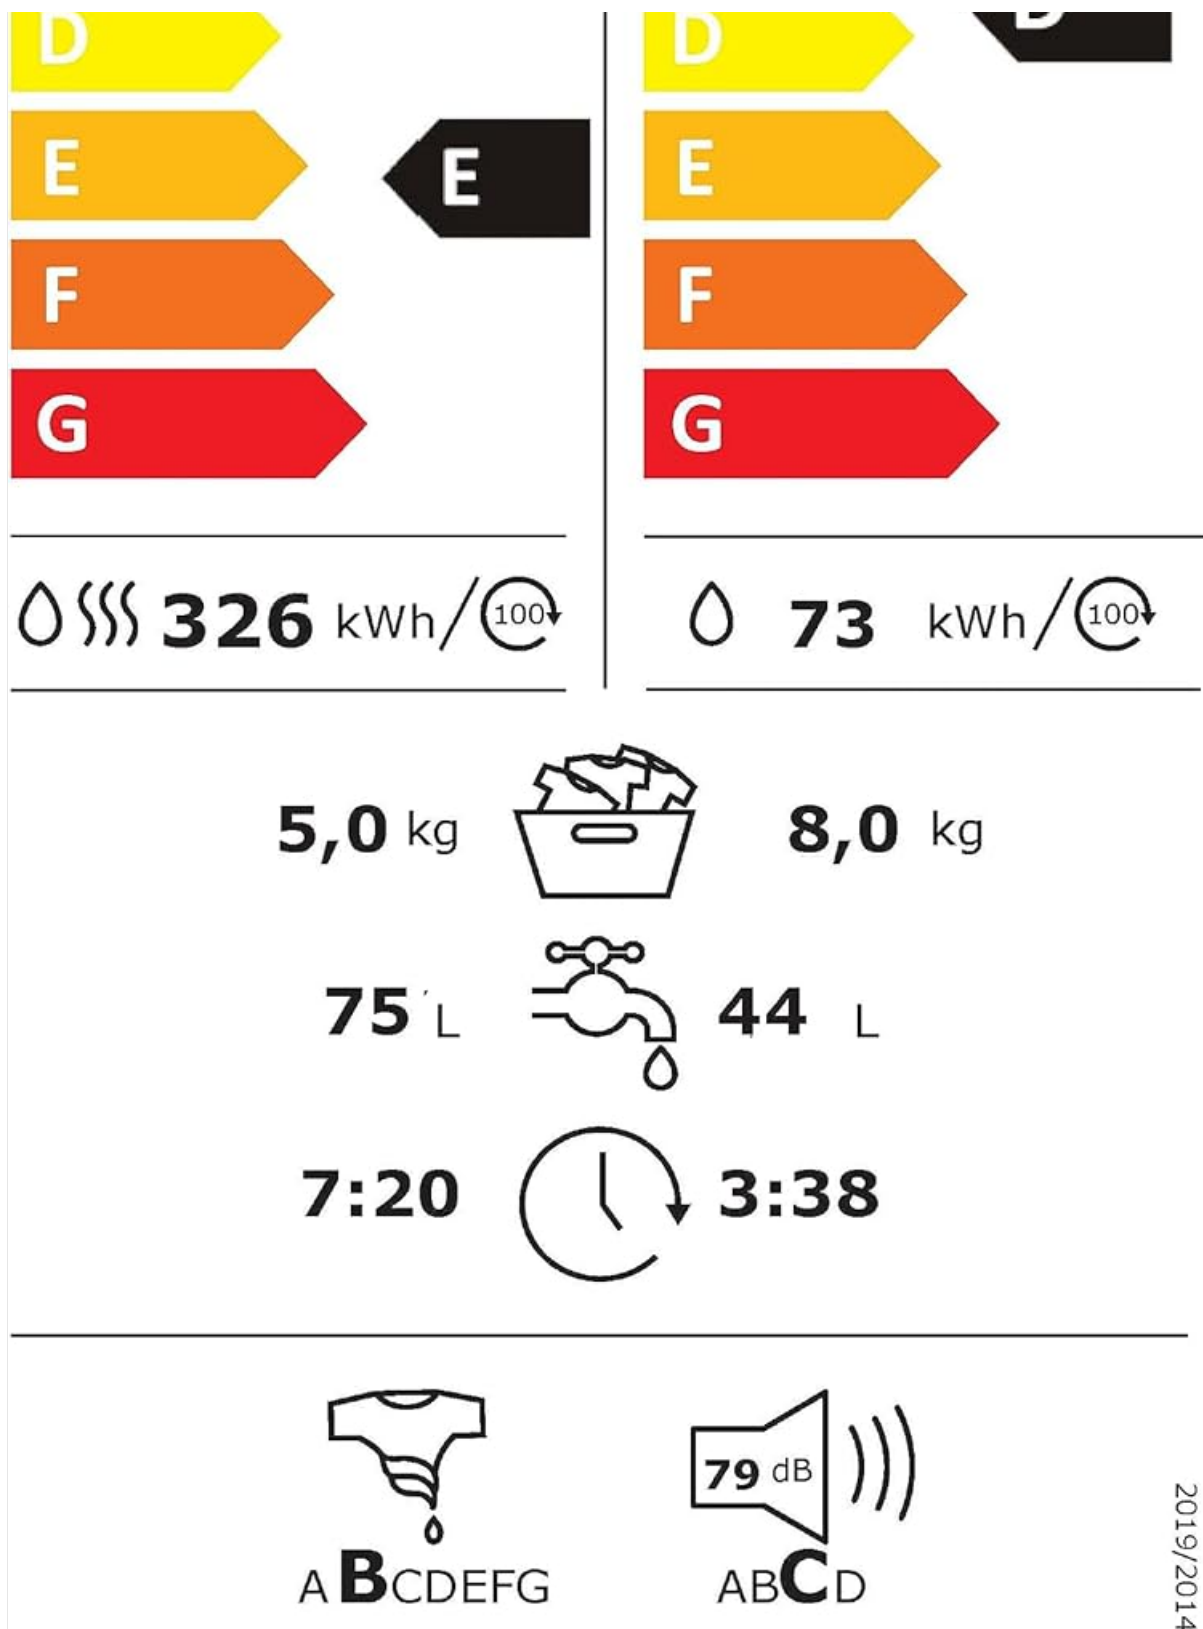 D
E
F
G
E
D
E
F
G
D
326 kWh/100
73 kWh/100
5,0 kg
8,0 kg
75 L
44 L
7:20
3:38
79 dB
ABCDEFG
ABCD
2019/2014